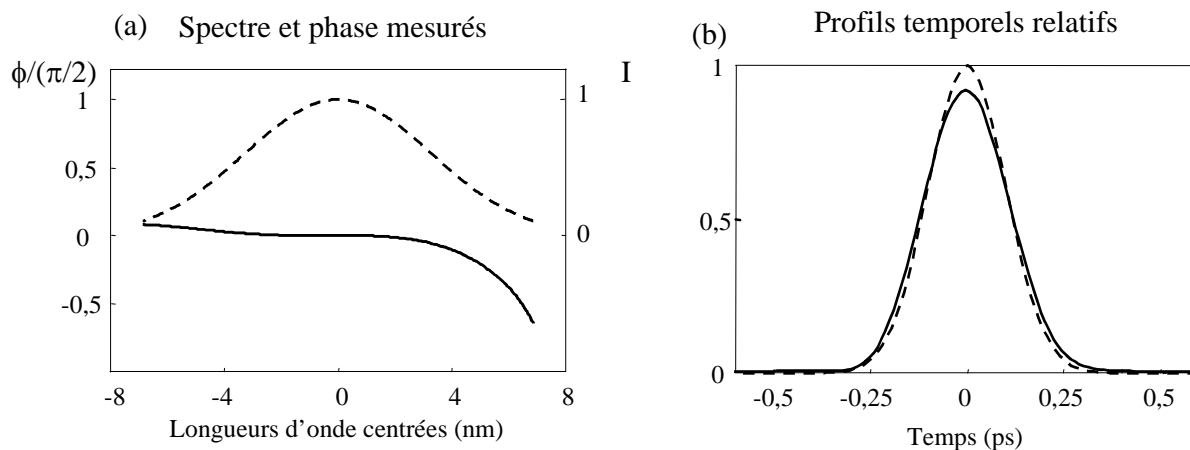 (a) Spectre et phase mesurés
ϕ/(π/2)
1
0,5
0
-0,5
1
0
-8 -4 0 4 8
Longueurs d’onde centrées (nm)
(b) Profils temporels relatifs
I
1
0,5
0
-0,5 -0,25 0 0,25 0,5
Temps (ps)